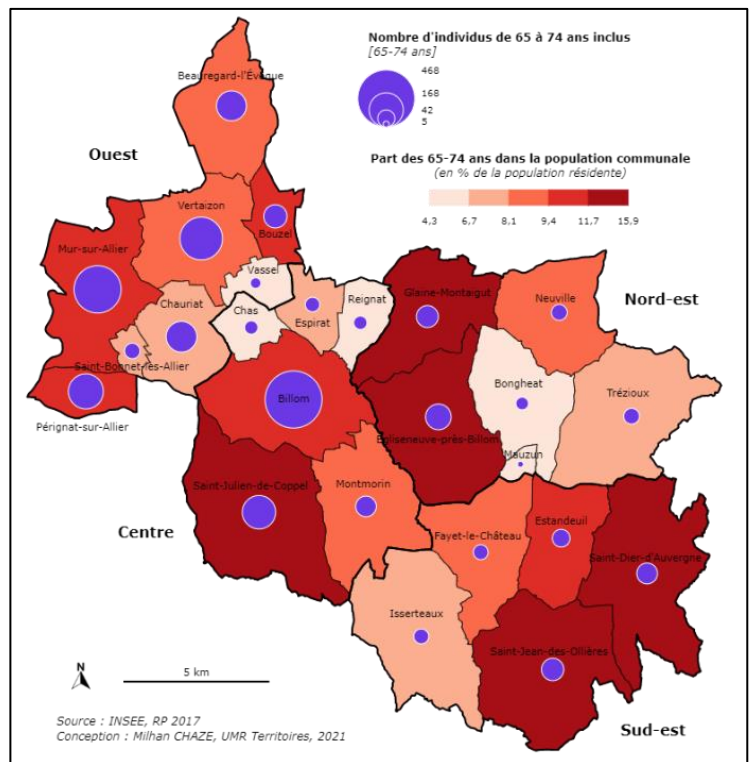 Nombre d'individus de 65 à 74 ans inclus
[65-74 ans]
468
168
42
5
Part des 65-74 ans dans la population communale
(en % de la population résidente)
4,3 6,7 8,1 9,4 11,7 15,9
Ouest
Beauregard-l'Évêque
Vertaizon
Bouzel
Mur-sur-Allier
Vassel
Chauriat
Chas
Espirat
Reignat
Saint-Bonnet-lès-Allier
Pérignat-sur-Allier
Nord-est
Glaine-Montaigut
Neuville
Bongheat
Trézioux
Égliseneuve-près-Billom
Mauzun
Centre
Billom
Saint-Julien-de-Coppel
Montmorin
Fayet-le-Château
Estandeuil
Saint-Dier-d'Auvergne
Isserteaux
Saint-Jean-des-Ollières
Sud-est
N
5 km
Source : INSEE, RP 2017
Conception : Milhan CHAZE, UMR Territoires, 2021